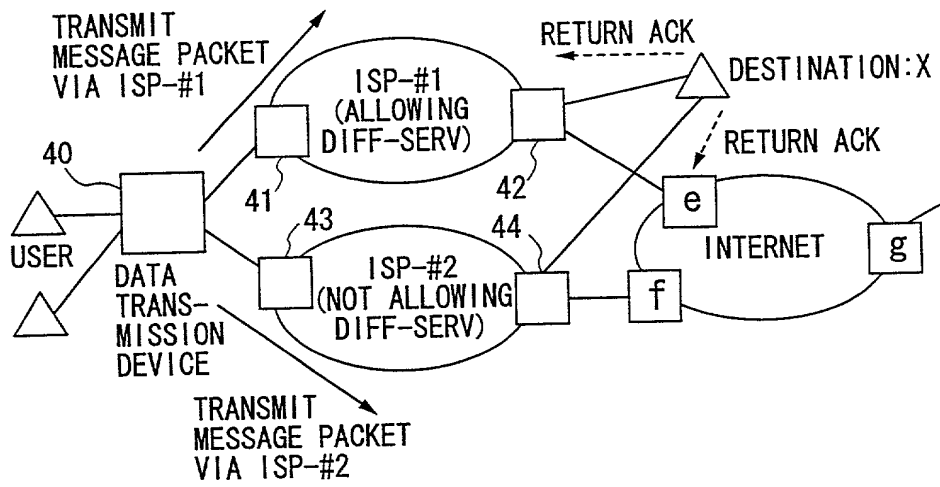 TRANSMIT
MESSAGE PACKET
VIA ISP-#1
RETURN ACK
ISP-#1
(ALLOWING
DIFF-SERV)
DESTINATION:X
RETURN ACK
40
41
42
43
44
e
INTERNET
g
f
USER
ISP-#2
(NOT ALLOWING
DIFF-SERV)
DATA
TRANS-
MISSION
DEVICE
TRANSMIT
MESSAGE PACKET
VIA ISP-#2